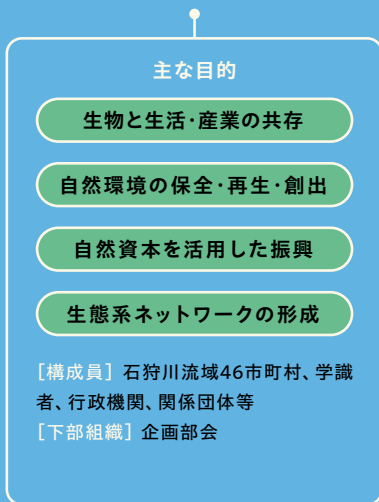 主な目的
生物と生活・産業の共存
自然環境の保全・再生・創出
自然資本を活用した振興
生態系ネットワークの形成
［構成員］石狩川流域46市町村、学識
者、行政機関、関係団体等
［下部組織］企画部会